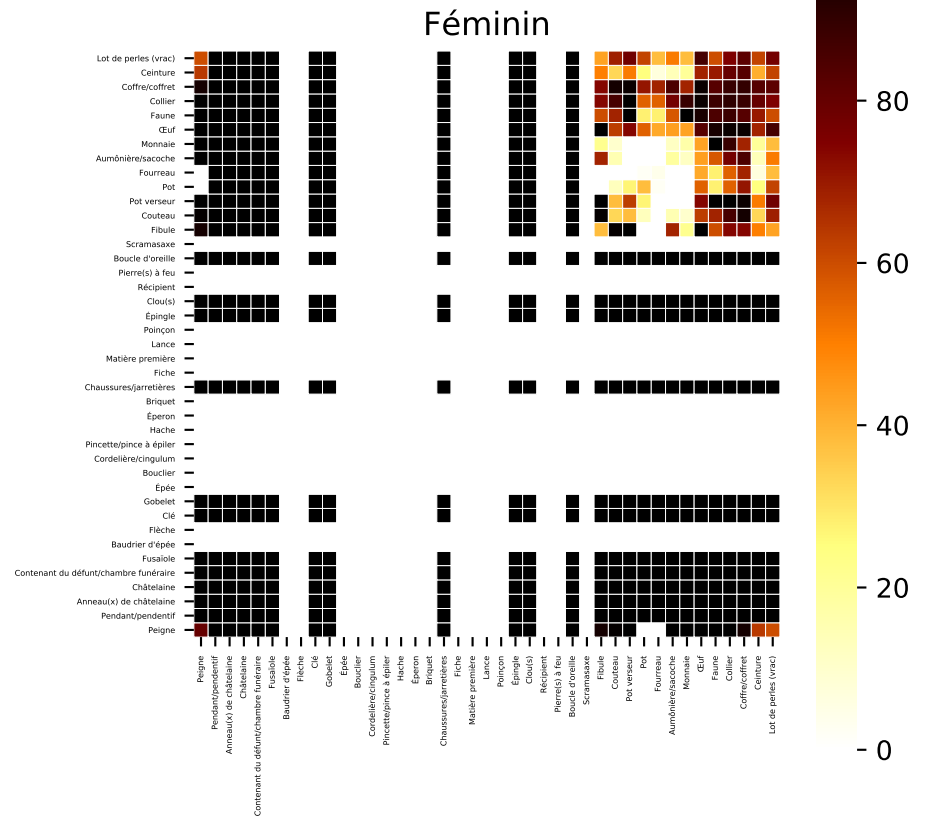 Féminin
Lot de perles (vrac)
Ceinture
Coffre/coffret
Collier
Faune
Œuf
Monnaie
Aumônière/sacoche
Fourreau
Pot
Pot verseur
Couteau
Fibule
Scramasaxe
Boucle d'oreille
Pierre(s) à feu
Récipient
Clou(s)
Épingle
Poinçon
Lance
Matière première
Fiche
Chaussures/jarretières
Briquet
Éperon
Hache
Pincette/pince à épiler
Cordelière/cingulum
Bouclier
Épée
Gobelet
Clé
Flèche
Baudrier d'épée
Fusaïole
Contenant du défunt/chambre funéraire
Châtelaine
Anneau(x) de châtelaine
Pendant/pendentif
Peigne
Peigne
Pendant/pendentif
Anneau(x) de châtelaine
Châtelaine
Contenant du défunt/chambre funéraire
Fusaïole
Baudrier d'épée
Flèche
Clé
Gobelet
Épée
Bouclier
Cordelière/cingulum
Pincette/pince à épiler
Hache
Éperon
Briquet
Chaussures/jarretières
Fiche
Matière première
Lance
Poinçon
Épingle
Clou(s)
Récipient
Pierre(s) à feu
Boucle d'oreille
Scramasaxe
Fibule
Couteau
Pot verseur
Pot
Fourreau
Aumônière/sacoche
Monnaie
Œuf
Faune
Collier
Coffre/coffret
Ceinture
Lot de perles (vrac)
80
60
40
20
0